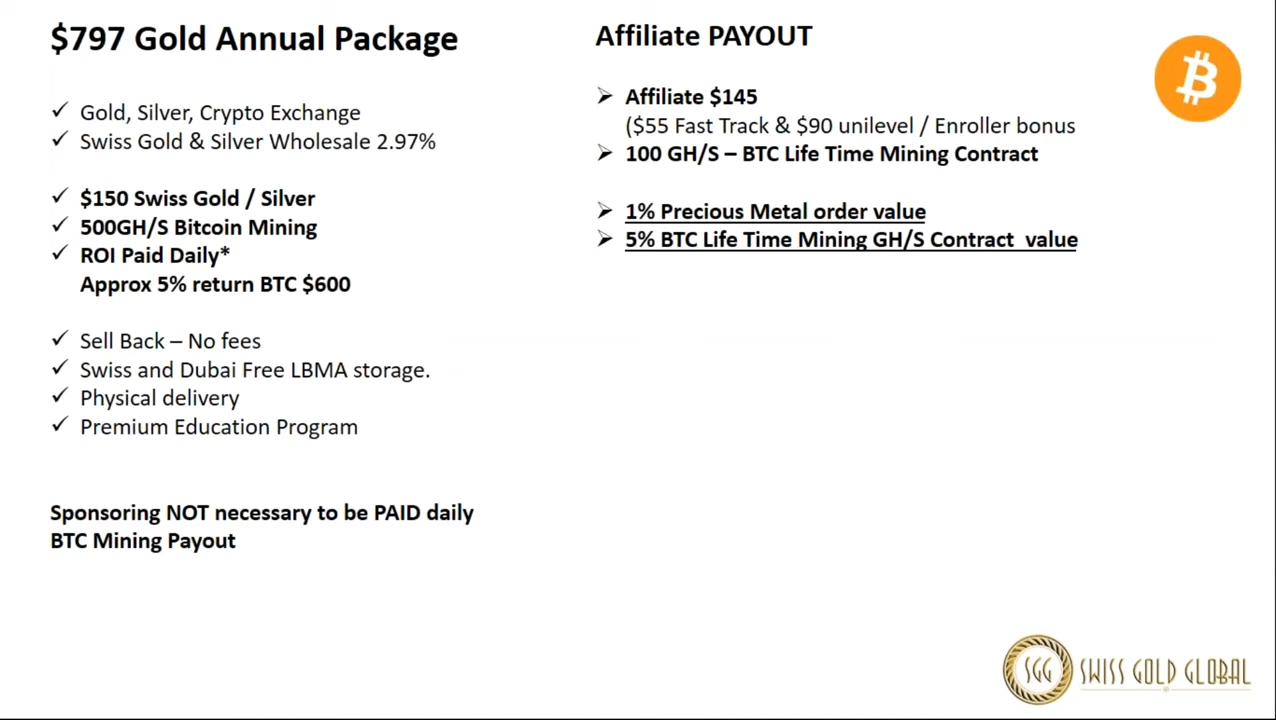 $797 Gold Annual Package
✓ Gold, Silver, Crypto Exchange
✓ Swiss Gold & Silver Wholesale 2.97%
✓ $150 Swiss Gold / Silver
✓ 500GH/S Bitcoin Mining
✓ ROI Paid Daily*
Approx 5% return BTC $600
✓ Sell Back – No fees
✓ Swiss and Dubai Free LBMA storage.
✓ Physical delivery
✓ Premium Education Program
Sponsoring NOT necessary to be PAID daily
BTC Mining Payout
Affiliate PAYOUT
➢ Affiliate $145
($55 Fast Track & $90 unilevel / Enroller bonus
➢ 100 GH/S – BTC Life Time Mining Contract
➢ 1% Precious Metal order value
➢ 5% BTC Life Time Mining GH/S Contract  value
₿
SGG SWISS GOLD GLOBAL